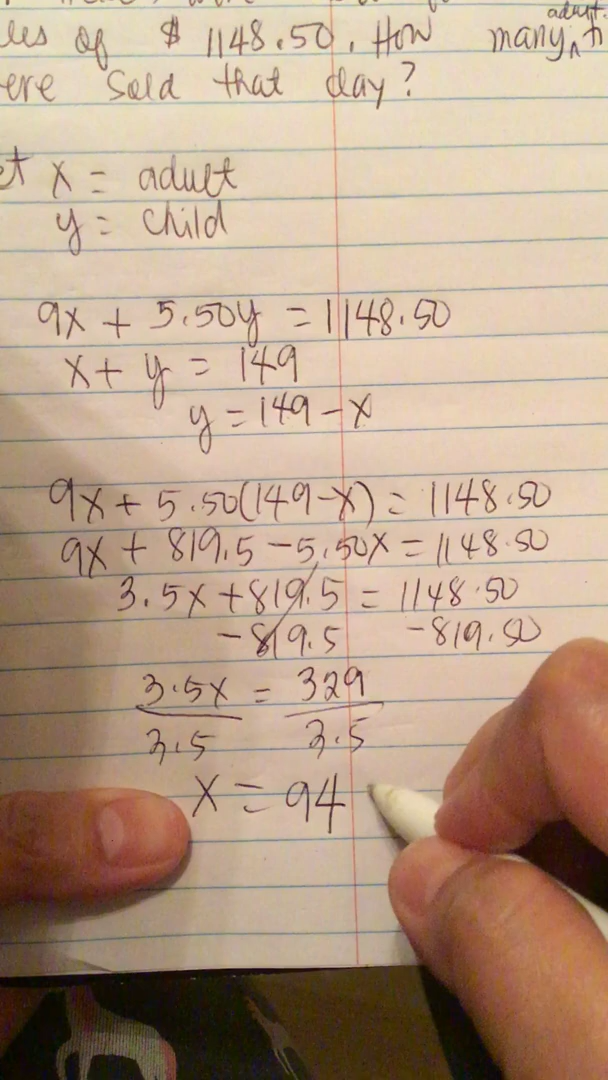 of $ 1148.50. How many adult
sold that day?
x = adult
y = child
9x + 5.50y = 1148.50
x + y = 149
y = 149 - x
9x + 5.50(149 - x) = 1148.50
9x + 819.5 - 5.50x = 1148.50
3.5x + 819.5 = 1148.50
-819.5 -819.50
3.5x = 329
3.5 3.5
x = 94